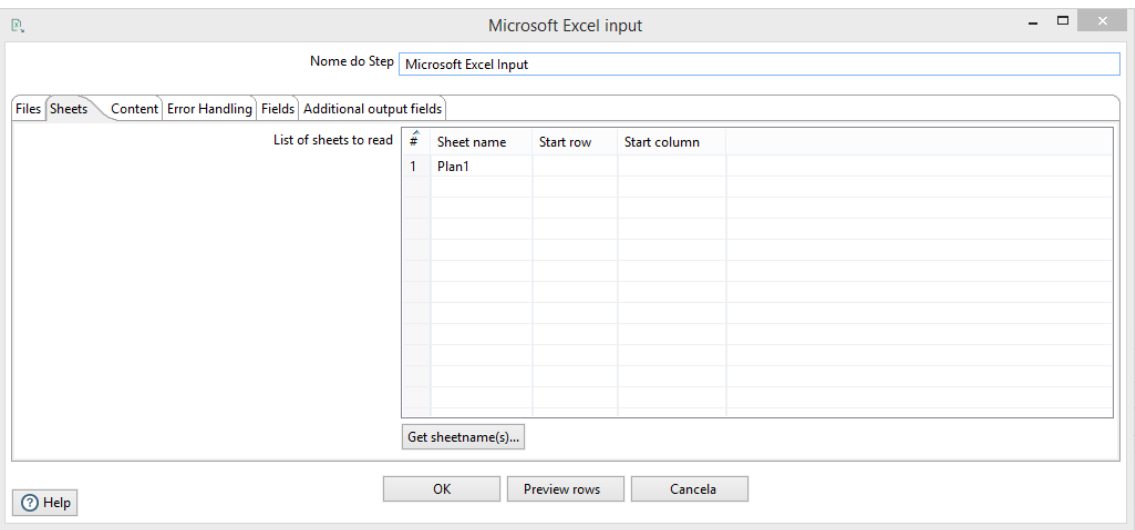 Microsoft Excel input
Nome do Step Microsoft Excel Input
Files Sheets Content Error Handling Fields Additional output fields
List of sheets to read # Sheet name Start row Start column
1 Plan1
Get sheetname(s)...
OK Preview rows Cancela
? Help